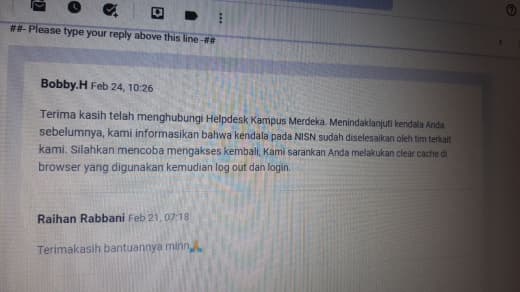 ##- Please type your reply above this line -##
Bobby.H Feb 24, 10:26
Terima kasih telah menghubungi Helpdesk Kampus Merdeka. Menindaklanjuti kendala Anda
sebelumnya, kami informasikan bahwa kendala pada NISN sudah diselesaikan oleh tim terkait
kami. Silahkan mencoba mengakses kembali, Kami sarankan Anda melakukan clear cache di
browser yang digunakan kemudian log out dan login.
Raihan Rabbani Feb 21, 07:18
Terimakasih bantuannya minn🙏